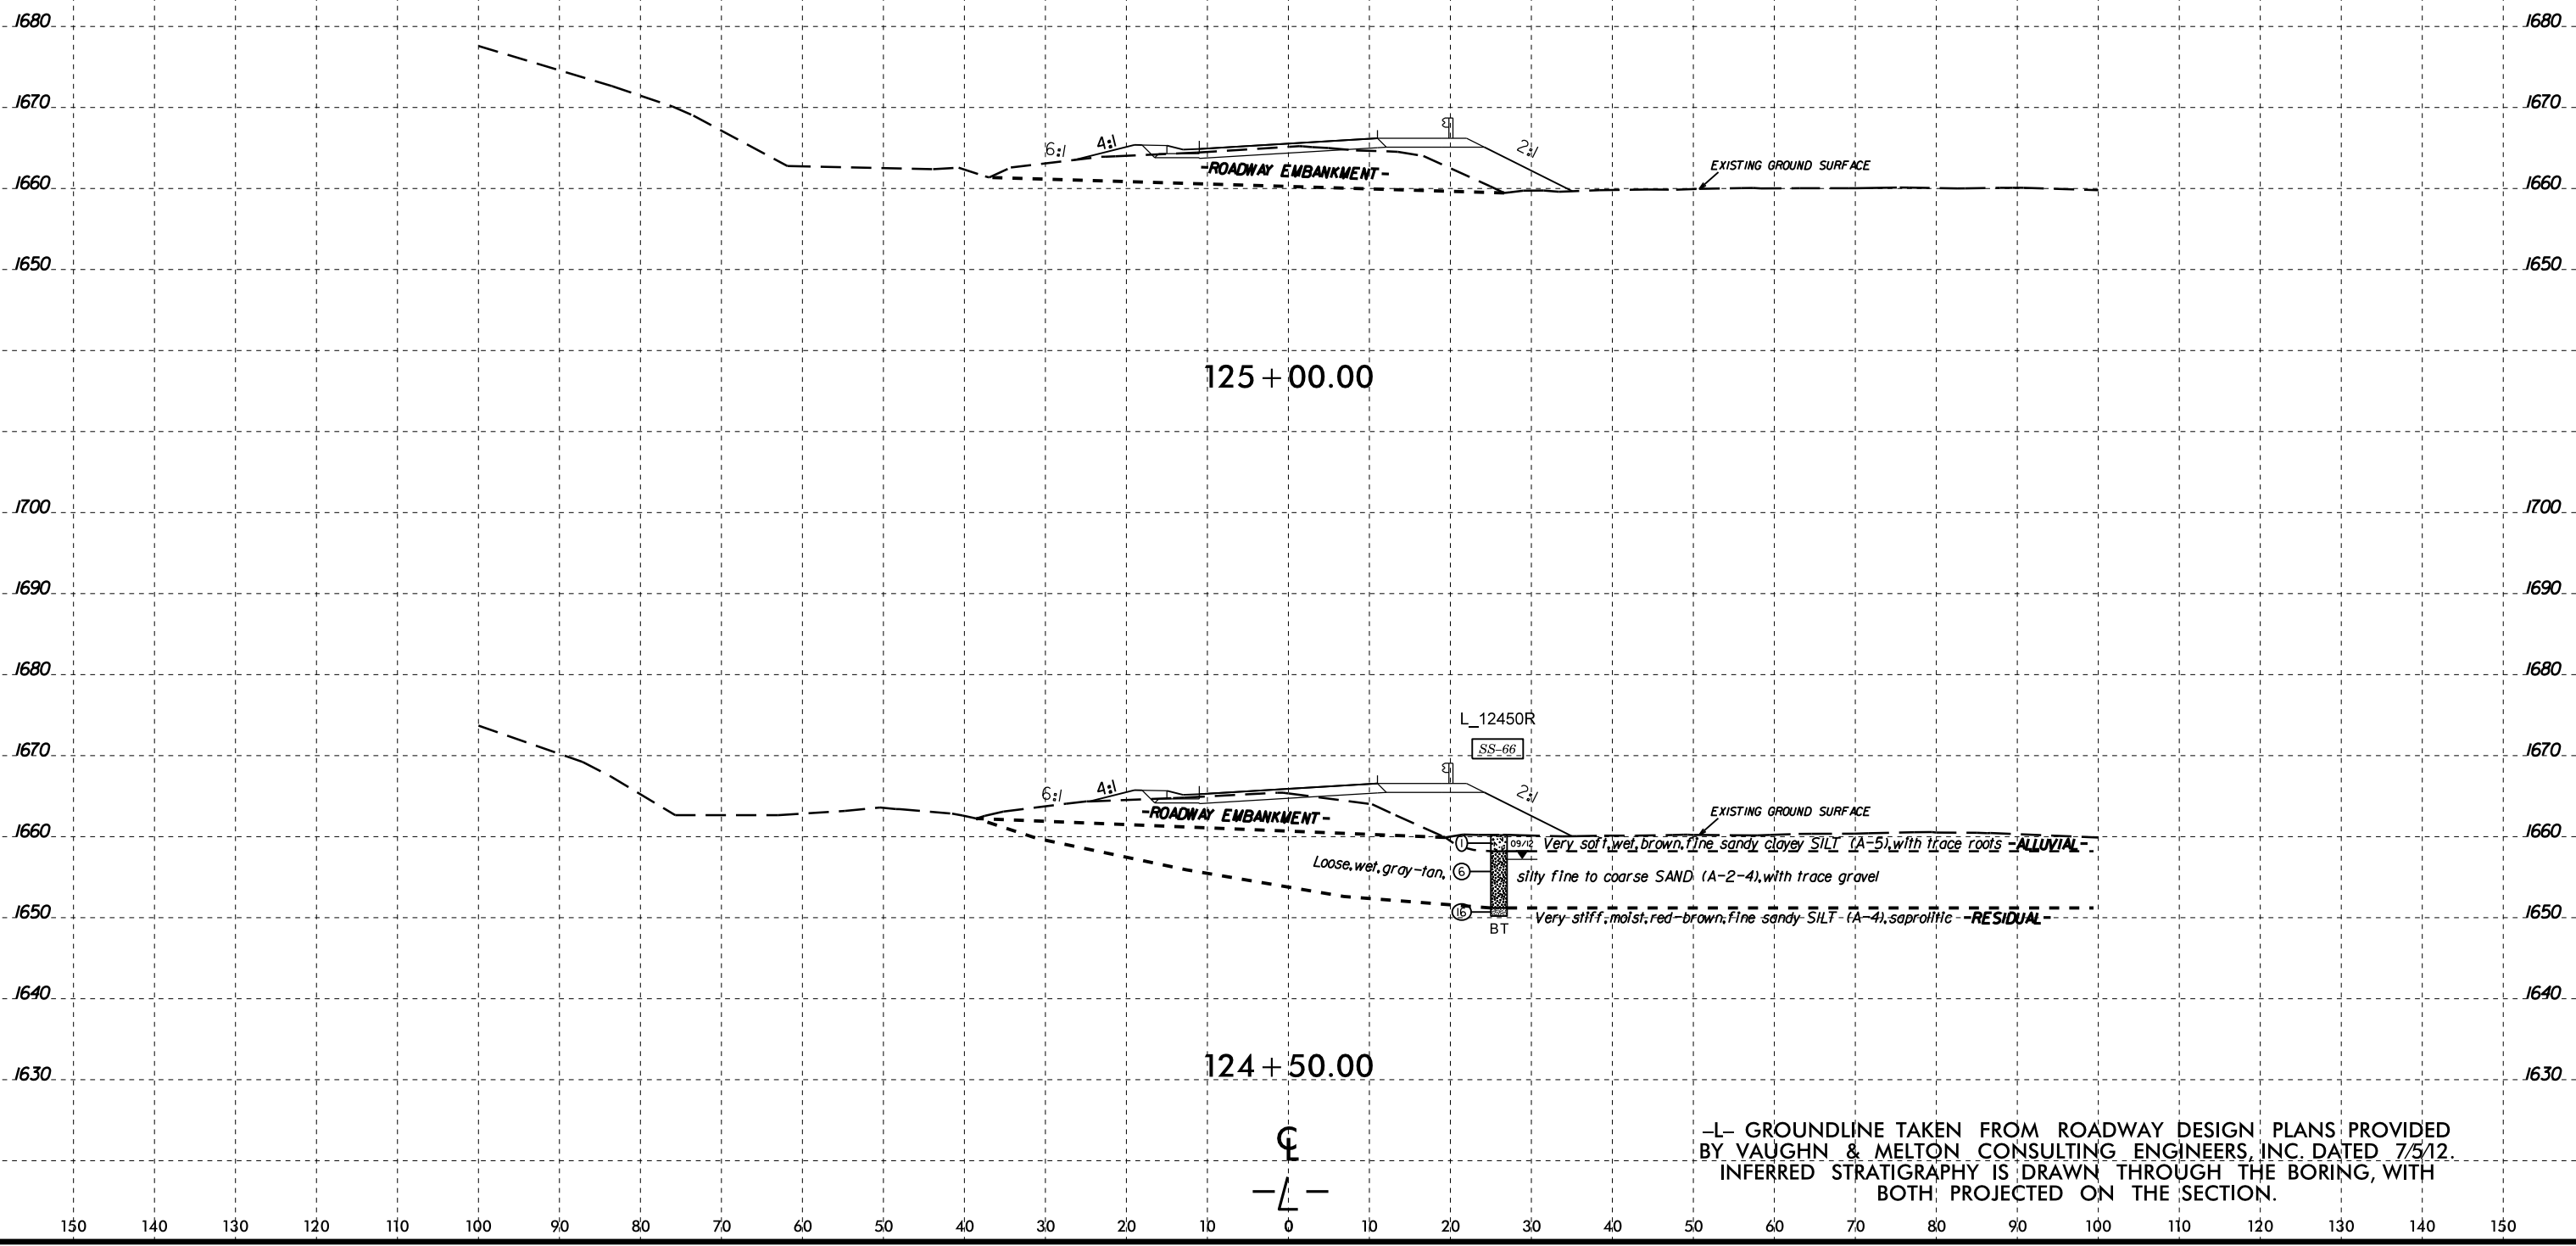 1680 1680
1670 1670
6:1 4:1 2:1
ROADWAY EMBANKMENT
EXISTING GROUND SURFACE
1660 1660
1650 1650
125+00.00
1700 1700
1690 1690
1680 1680
L_12450R
SS-66
1670 1670
6:1 4:1 2:1
-ROADWAY EMBANKMENT-
EXISTING GROUND SURFACE
1660 1660
1 09/12 Very soft,wet,brown,fine sandy clayey SILT (A-5),with trace roots -ALLUVIAL-
Loose,wet,gray-tan, 6 silty fine to coarse SAND (A-2-4),with trace gravel
1650 1650
16 Very stiff,moist,red-brown,fine sandy SILT (A-4),saprolitic -RESIDUAL-
BT
1640 1640
124+50.00
1630 1630
-L- GROUNDLINE TAKEN FROM ROADWAY DESIGN PLANS PROVIDED
BY VAUGHN & MELTON CONSULTING ENGINEERS, INC. DATED 7/5/12.
INFERRED STRATIGRAPHY IS DRAWN THROUGH THE BORING, WITH
BOTH PROJECTED ON THE SECTION.
℄
-L-
150 140 130 120 110 100 90 80 70 60 50 40 30 20 10 0 10 20 30 40 50 60 70 80 90 100 110 120 130 140 150